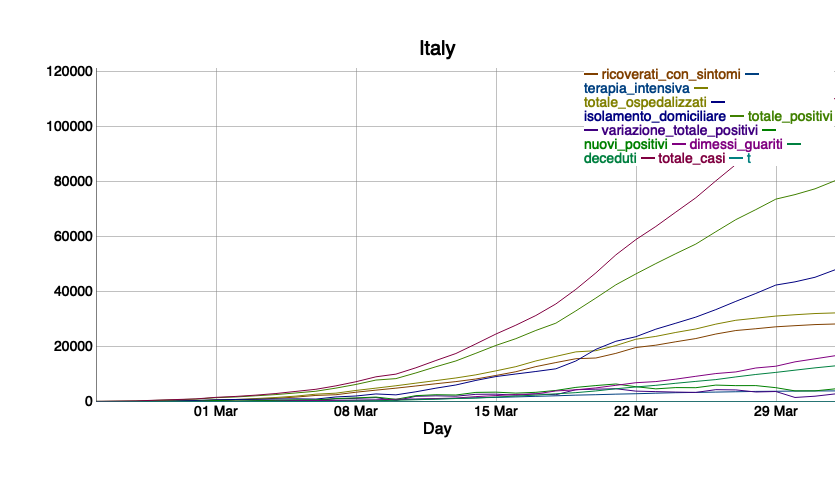 Italy
120000
100000
80000
60000
40000
20000
0
— ricoverati_con_sintomi —
terapia_intensiva —
totale_ospedalizzati —
isolamento_domiciliare — totale_positivi
— variazione_totale_positivi —
nuovi_positivi — dimessi_guariti —
deceduti — totale_casi — t
01 Mar 08 Mar 15 Mar 22 Mar 29 Mar
Day